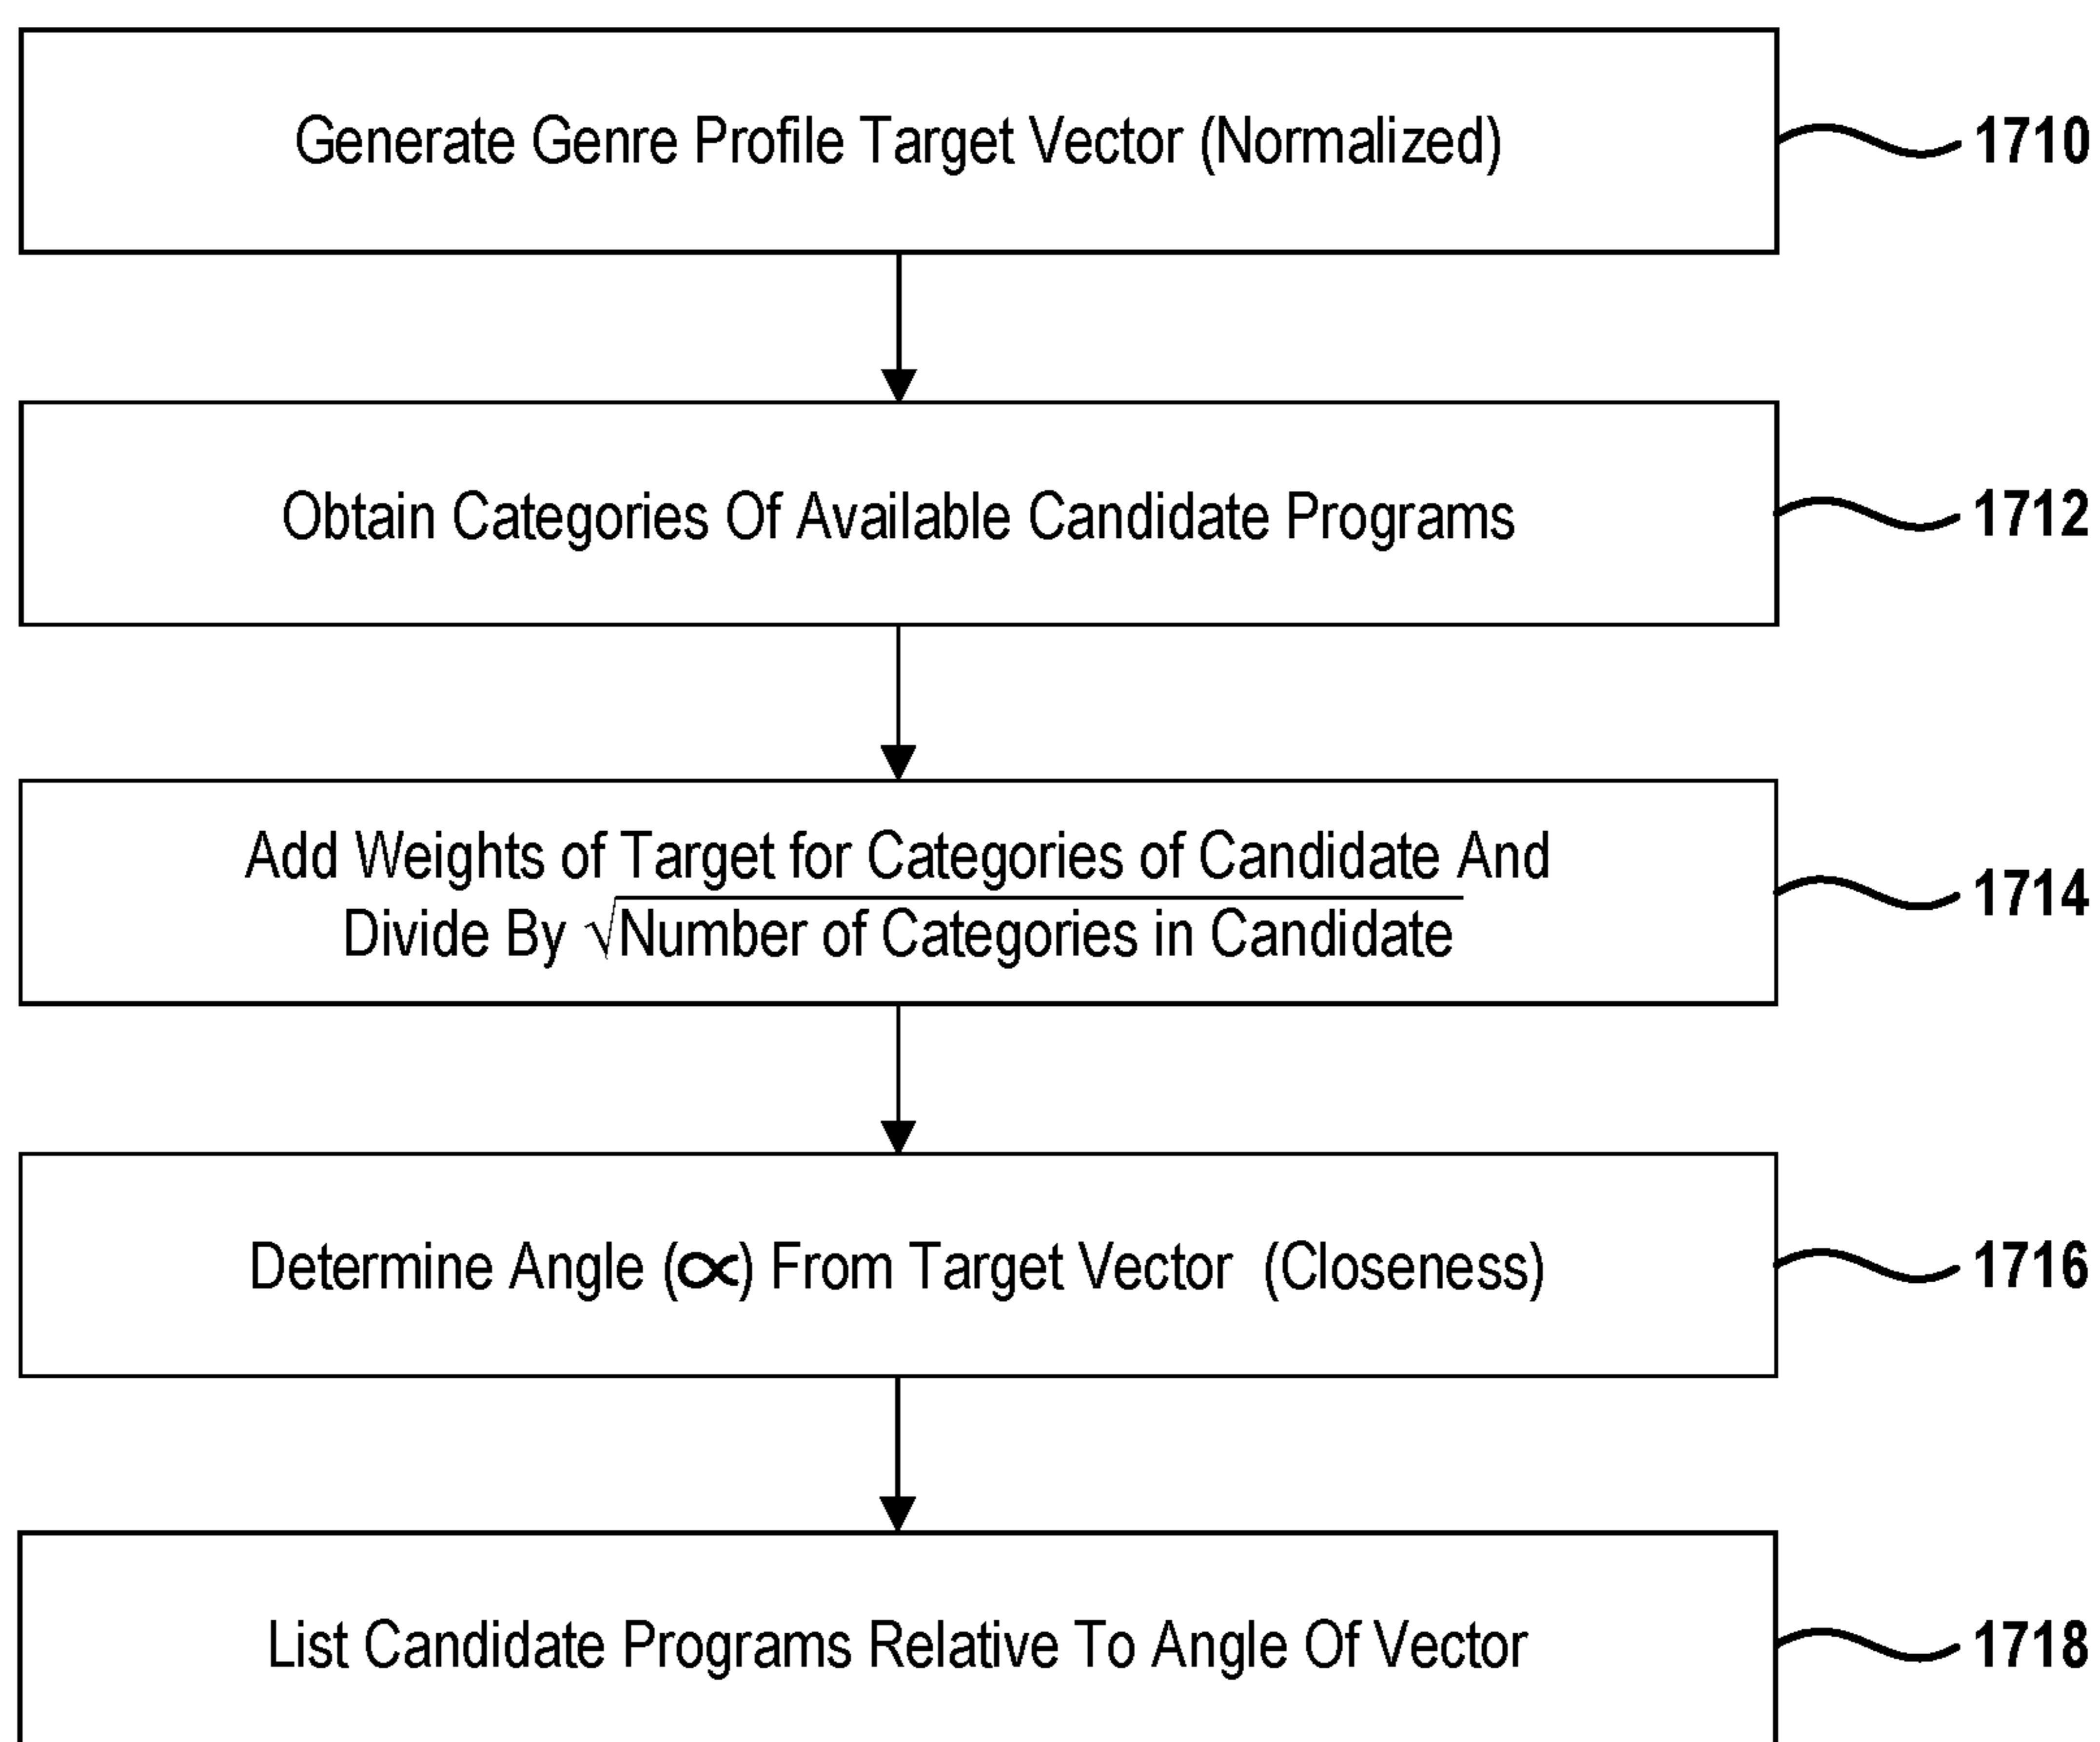 Generate Genre Profile Target Vector (Normalized)
1710
Obtain Categories Of Available Candidate Programs
1712
Add Weights of Target for Categories of Candidate And
Divide By √Number of Categories in Candidate
1714
Determine Angle (∝) From Target Vector (Closeness)
1716
List Candidate Programs Relative To Angle Of Vector
1718